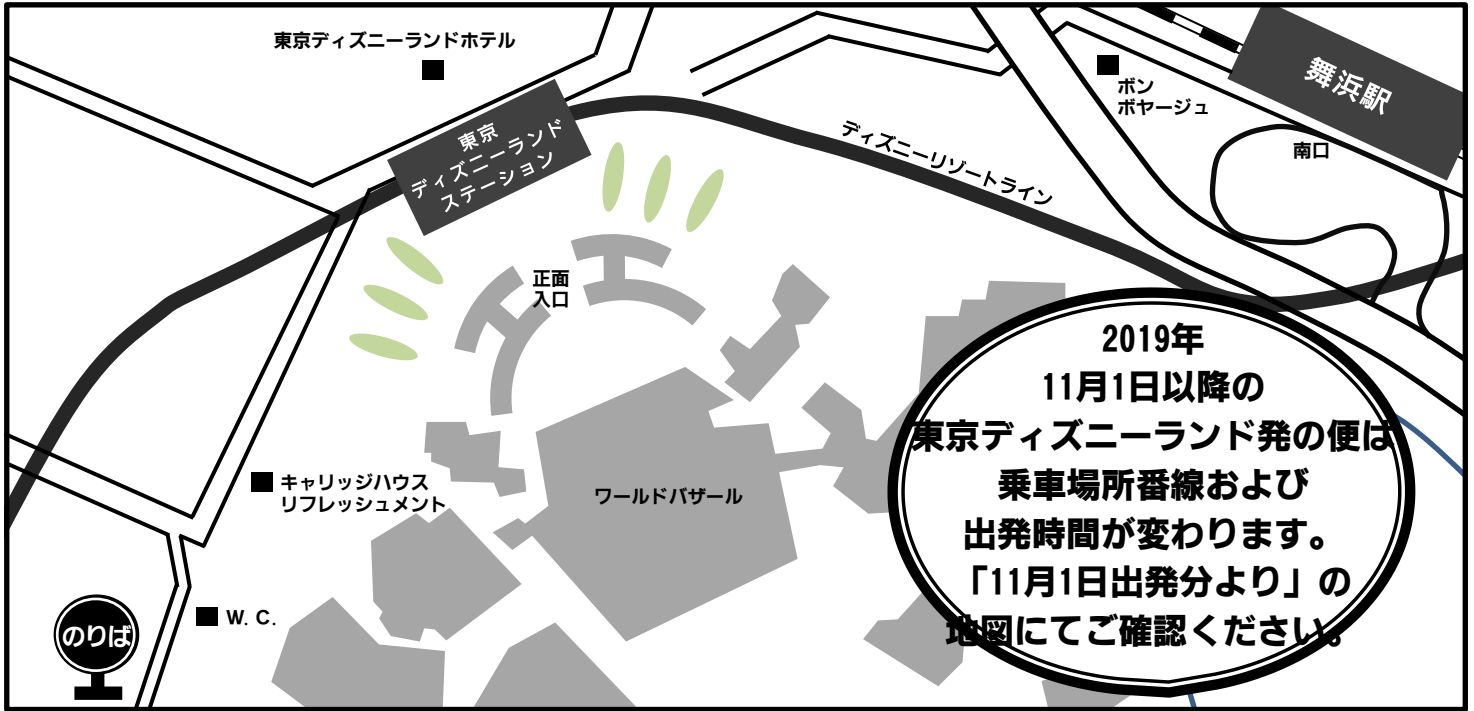 東京ディズニーランドホテル
ボン
ボヤージュ
舞浜駅
南口
東京
ディズニーランド
ステーション
ディズニーリゾートライン
正面
入口
キャリッジハウス
リフレッシュメント
ワールドバザール
W. C.
のりば
2019年
11月1日以降の
東京ディズニーランド発の便は
乗車場所番線および
出発時間が変わります。
「11月1日出発分より」の
地図にてご確認ください。